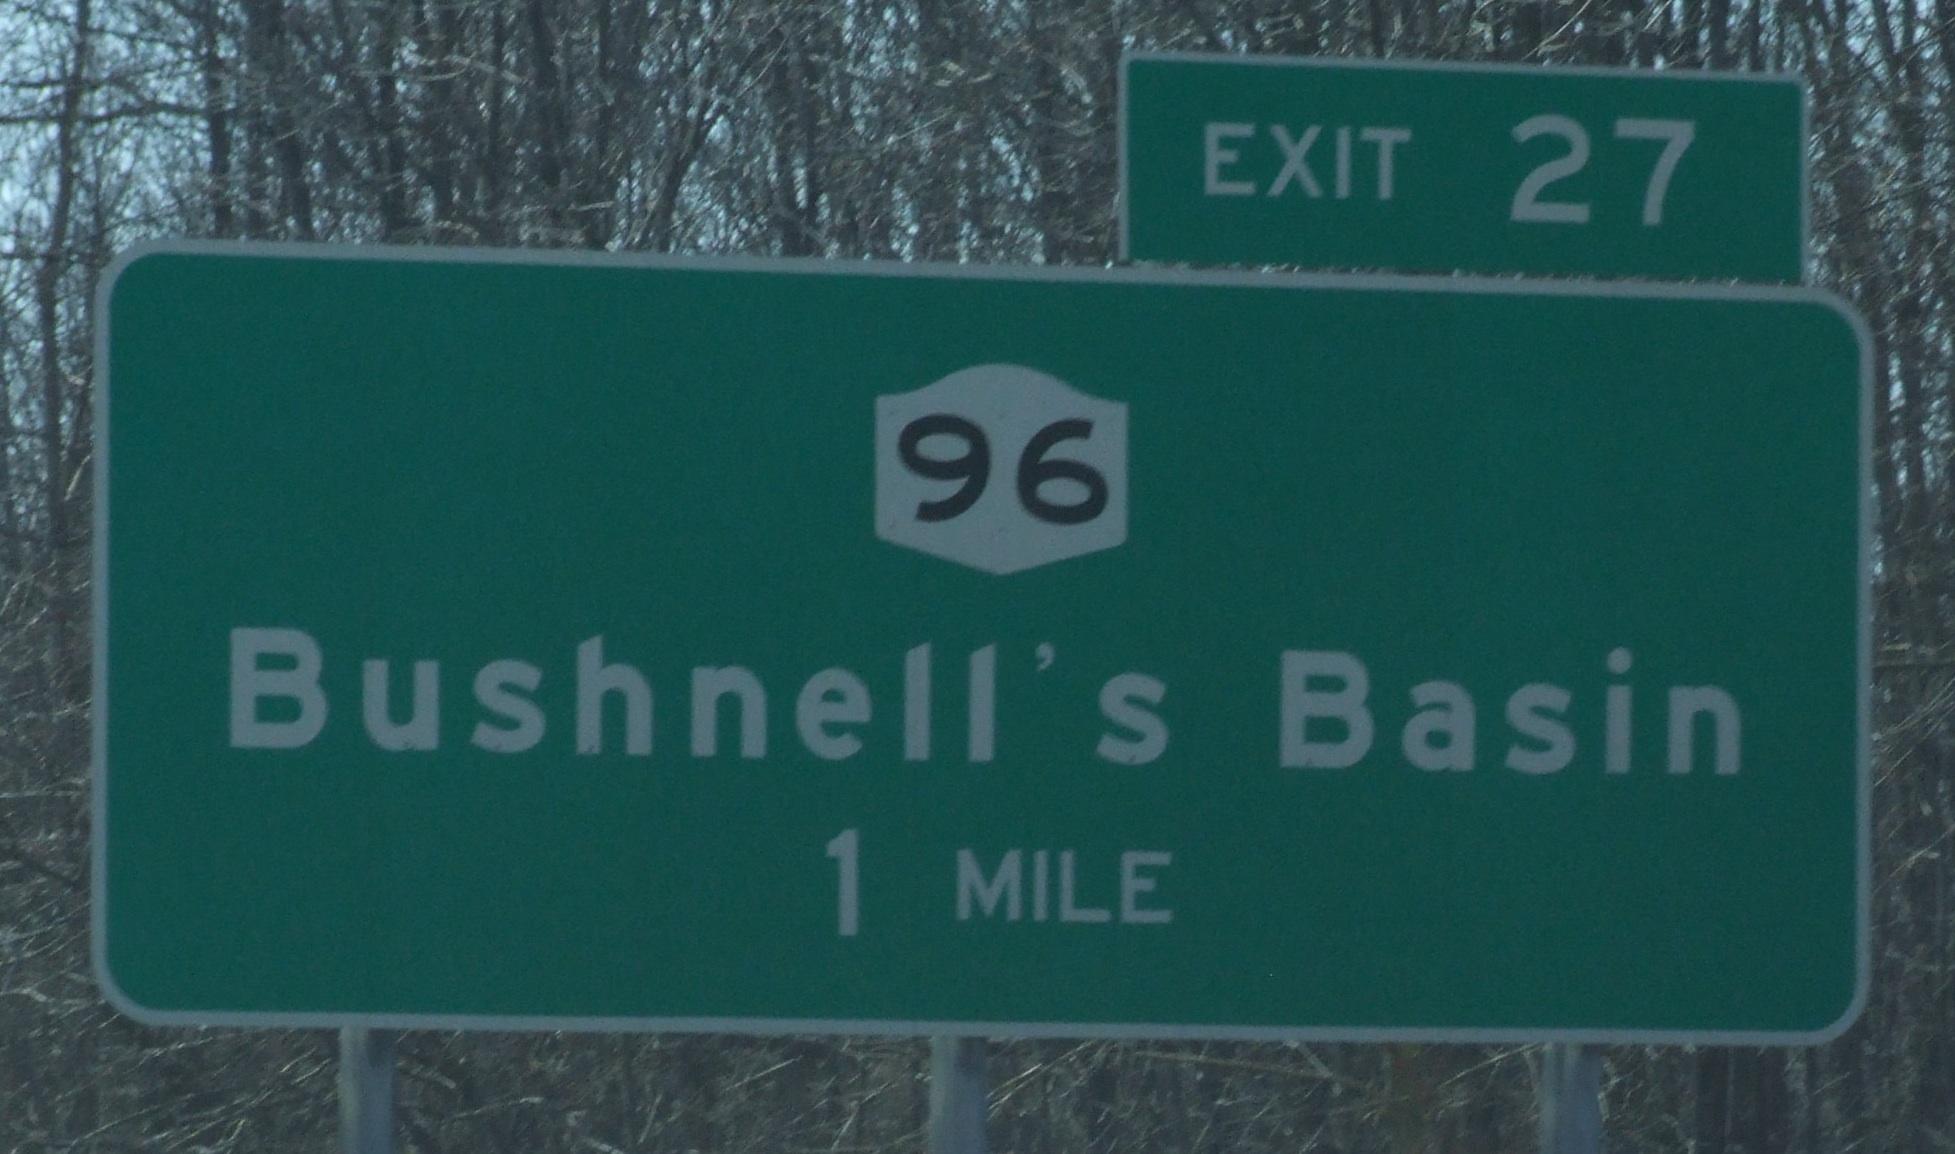 EXIT 27
96
Bushnell's Basin
1 MILE